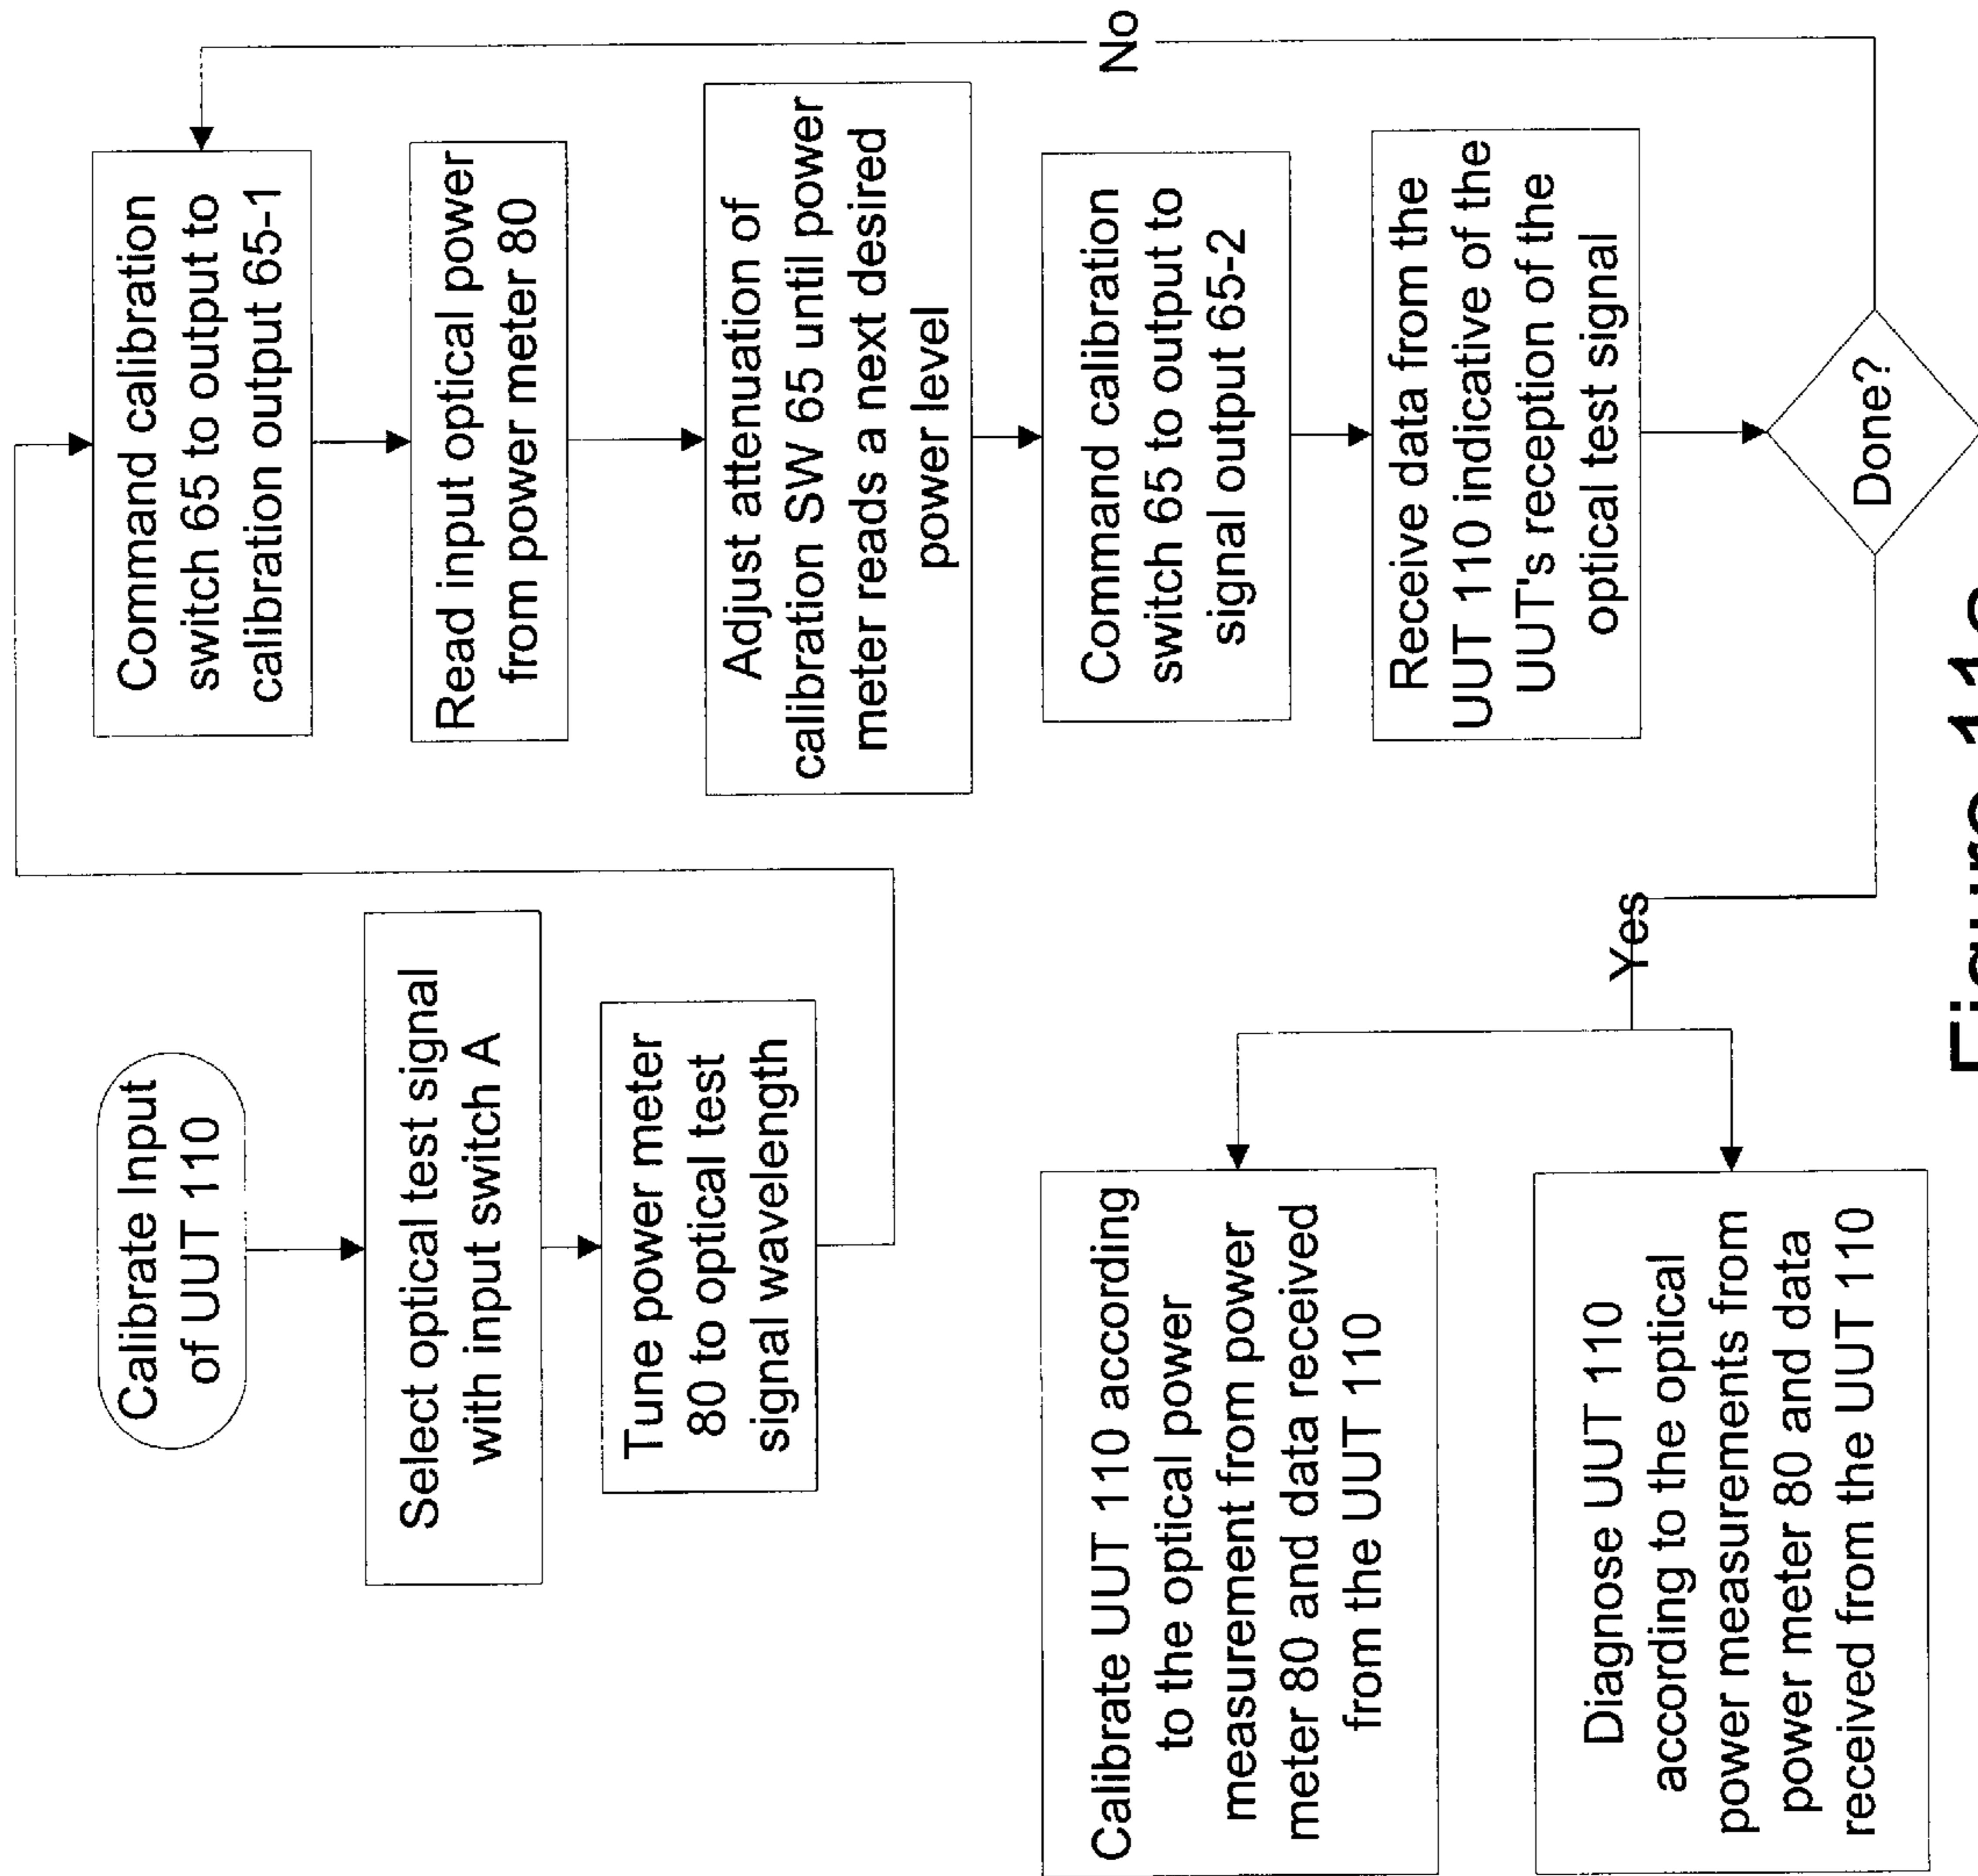 Calibrate Input
of UUT 110
Select optical test signal
with input switch A
Tune power meter
80 to optical test
signal wavelength
Command calibration
switch 65 to output to
calibration output 65-1
Read input optical power
from power meter 80
Adjust attenuation of
calibration SW 65 until power
meter reads a next desired
power level
Command calibration
switch 65 to output to
signal output 65-2
Receive data from the
UUT 110 indicative of the
UUT's reception of the
optical test signal
Done?
No
Yes
Calibrate UUT 110 according
to the optical power
measurement from power
meter 80 and data received
from the UUT 110
Diagnose UUT 110
according to the optical
power measurements from
power meter 80 and data
received from the UUT 110
Figure